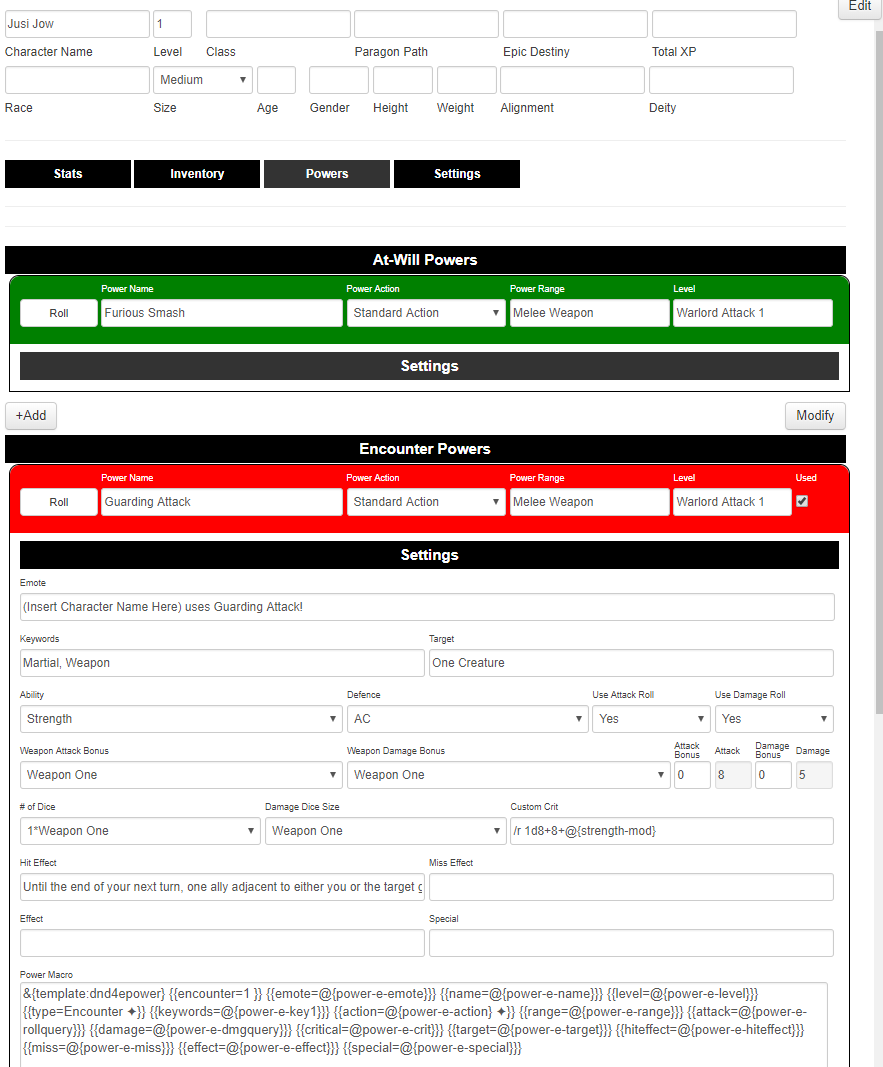 Edit
Jusi Jow 1
Character Name Level Class Paragon Path Epic Destiny Total XP
Medium
Race Size Age Gender Height Weight Alignment Deity
Stats Inventory Powers Settings
At-Will Powers
Power Name Power Action Power Range Level
Roll Furious Smash Standard Action Melee Weapon Warlord Attack 1
Settings
+Add Modify
Encounter Powers
Power Name Power Action Power Range Level Used
Roll Guarding Attack Standard Action Melee Weapon Warlord Attack 1
Settings
Emote
(Insert Character Name Here) uses Guarding Attack!
Keywords Target
Martial, Weapon One Creature
Ability Defence Use Attack Roll Use Damage Roll
Strength AC Yes Yes
Weapon Attack Bonus Weapon Damage Bonus Attack Bonus Attack Damage Bonus Damage
Weapon One Weapon One 0 8 0 5
# of Dice Damage Dice Size Custom Crit
1*Weapon One Weapon One /r 1d8+8+@{strength-mod}
Hit Effect Miss Effect
Until the end of your next turn, one ally adjacent to either you or the target g
Effect Special
Power Macro
&{template:dnd4epower} {{encounter=1 }} {{emote=@{power-e-emote}}} {{name=@{power-e-name}}} {{level=@{power-e-level}}}
{{type=Encounter ✦}} {{keywords=@{power-e-key1}}} {{action=@{power-e-action} ✦}} {{range=@{power-e-range}}} {{attack=@{power-e-
rollquery}}} {{damage=@{power-e-dmgquery}}} {{critical=@power-e-crit}}} {{target=@{power-e-target}}} {{hiteffect=@{power-e-hiteffect}}}
{{miss=@{power-e-miss}}} {{effect=@{power-e-effect}}} {{special=@{power-e-special}}}